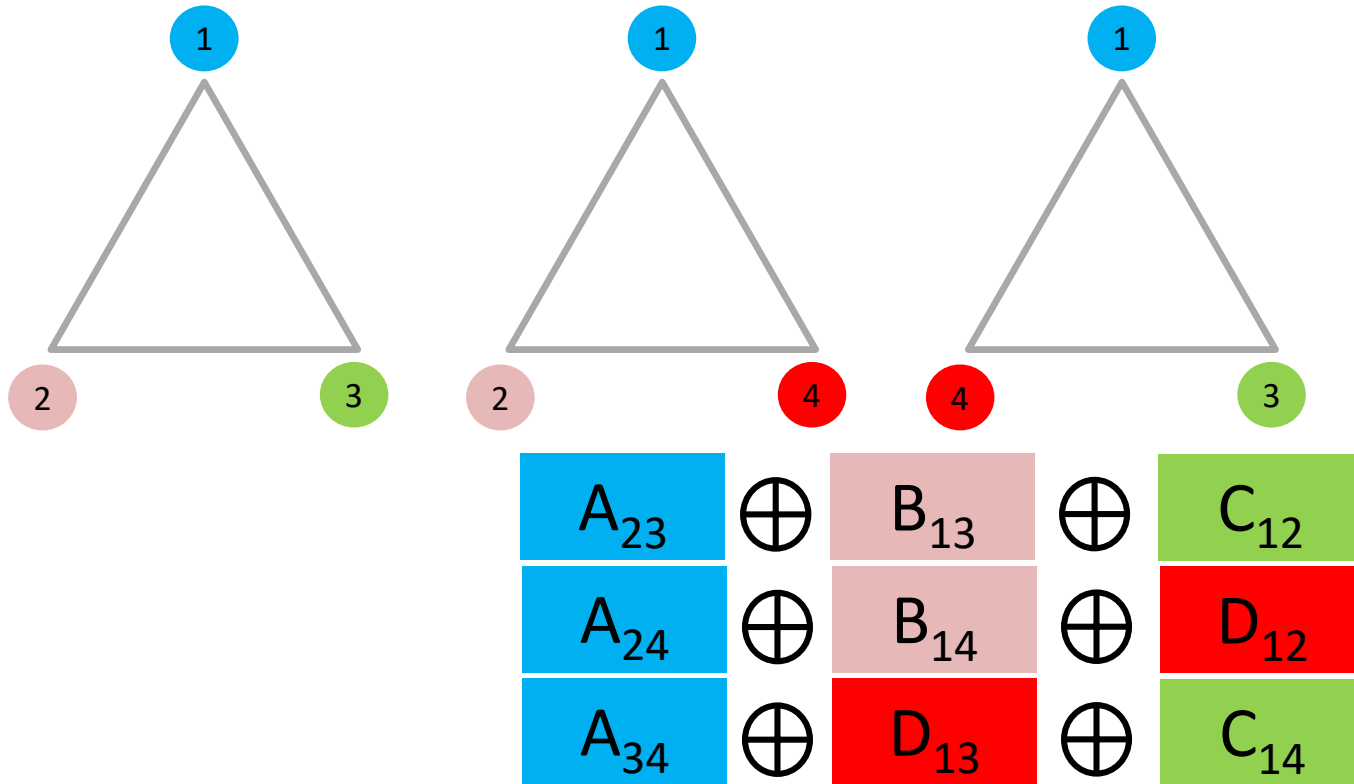 1 1 1
2 3 2 4 4 3
A₂₃ ⊕ B₁₃ ⊕ C₁₂
A₂₄ ⊕ B₁₄ ⊕ D₁₂
A₃₄ ⊕ D₁₃ ⊕ C₁₄